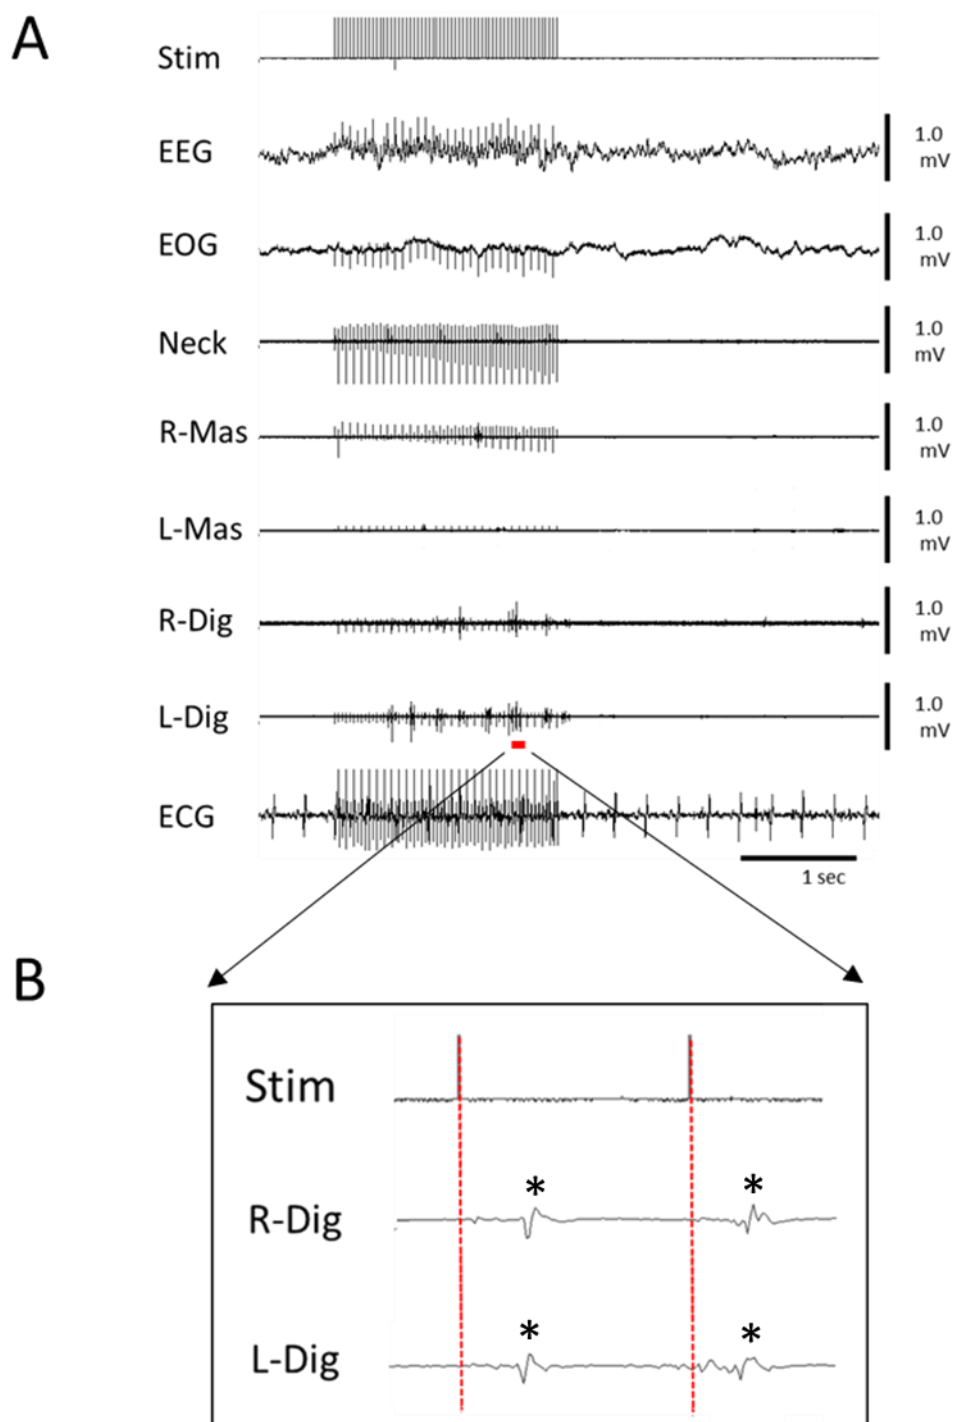 A
Stim
EEG
1.0
mV
EOG
1.0
mV
Neck
1.0
mV
R-Mas
1.0
mV
L-Mas
1.0
mV
R-Dig
1.0
mV
L-Dig
1.0
mV
ECG
1 sec
B
Stim
* *
R-Dig
* *
L-Dig